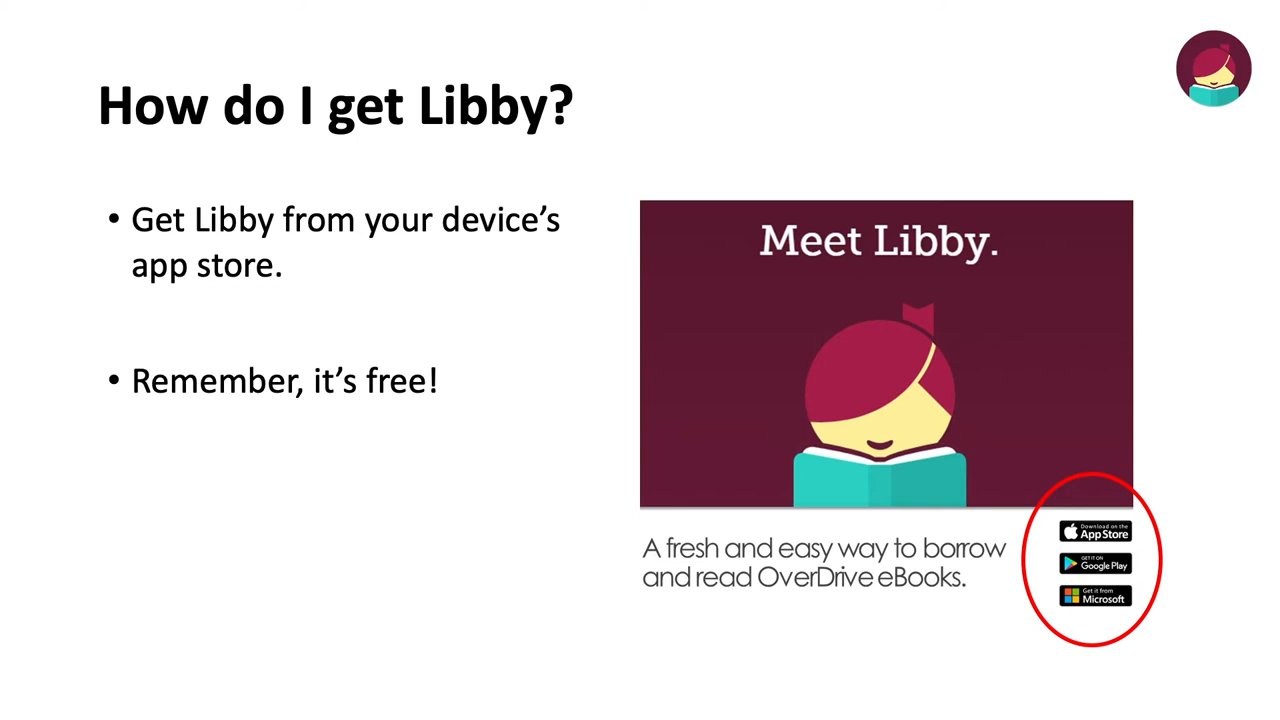 How do I get Libby?
• Get Libby from your device’s
app store.
• Remember, it’s free!
Meet Libby.
A fresh and easy way to borrow
and read OverDrive eBooks.
Download on the
App Store
GET IT ON
Google Play
Get it from
Microsoft